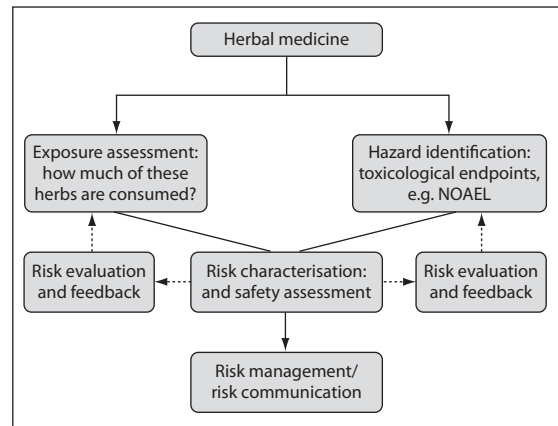 Herbal medicine
Exposure assessment:
how much of these
herbs are consumed?
Hazard identification:
toxicological endpoints,
e.g. NOAEL
Risk evaluation
and feedback
Risk characterisation:
and safety assessment
Risk evaluation
and feedback
Risk management/
risk communication